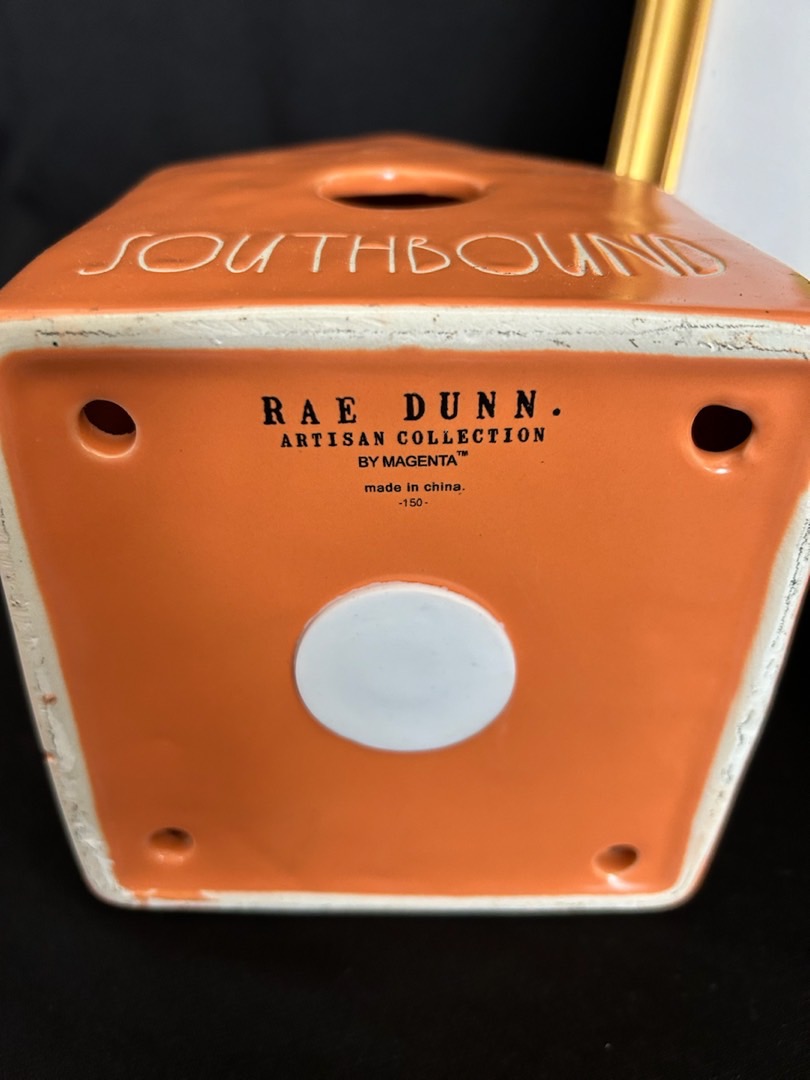 SOUTHBOUND
RAE DUNN.
ARTISAN COLLECTION
BY MAGENTA™
made in china.
-150-